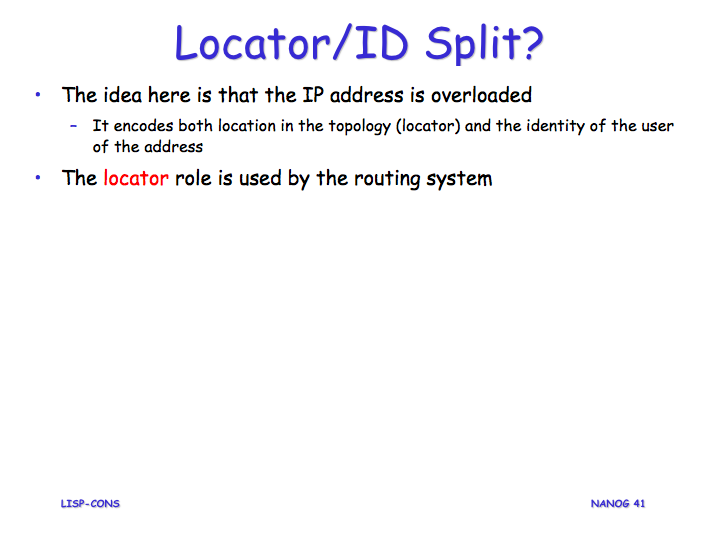 Locator/ID Split?
• The idea here is that the IP address is overloaded
– It encodes both location in the topology (locator) and the identity of the user
of the address
• The locator role is used by the routing system
LISP-CONS
NANOG 41